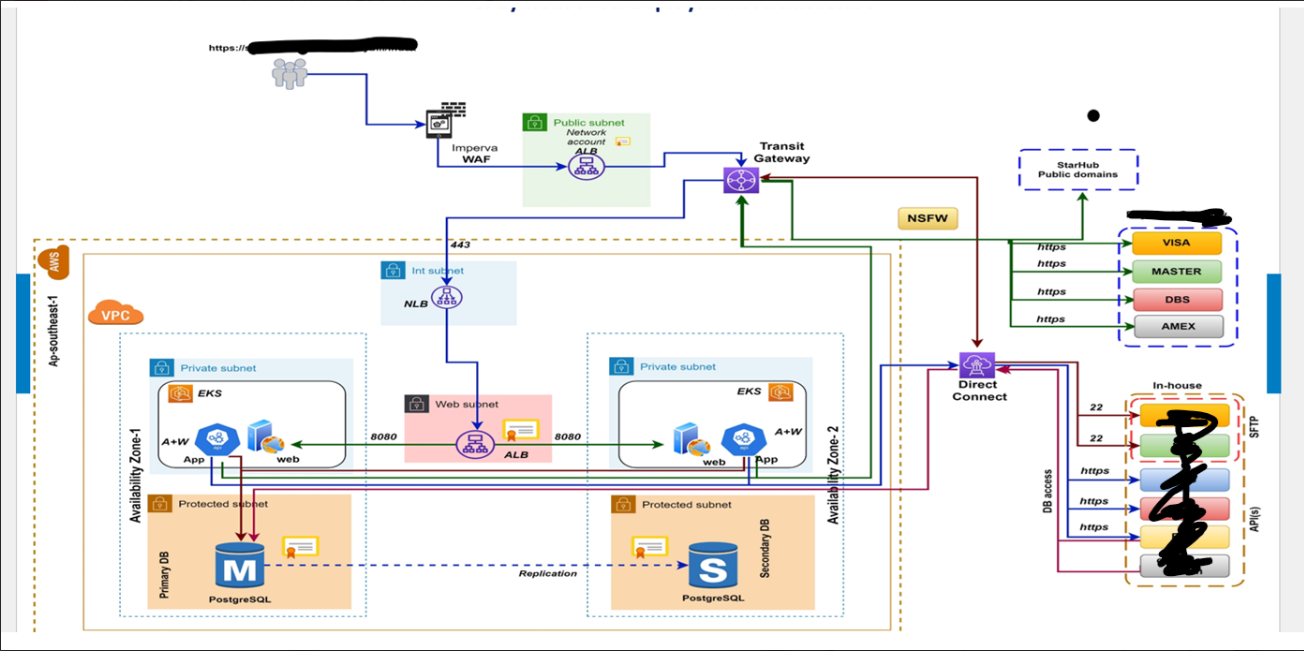 https://
Imperva
WAF
Public subnet
Network
account
ALB
Transit
Gateway
StarHub
Public domains
NSFW
VISA
MASTER
DBS
AMEX
https
https
https
https
443
AWS
Ap-southeast-1
VPC
Int subnet
NLB
Private subnet
EKS
A+W
App
web
Availability Zone-1
Web subnet
8080
8080
ALB
Private subnet
EKS
A+W
web
App
Availability Zone- 2
Direct
Connect
In-house
22
22
SFTP
https
https
https
API(s)
DB access
Protected subnet
Primary DB
M
PostgreSQL
Replication
Protected subnet
Secondary DB
S
PostgreSQL